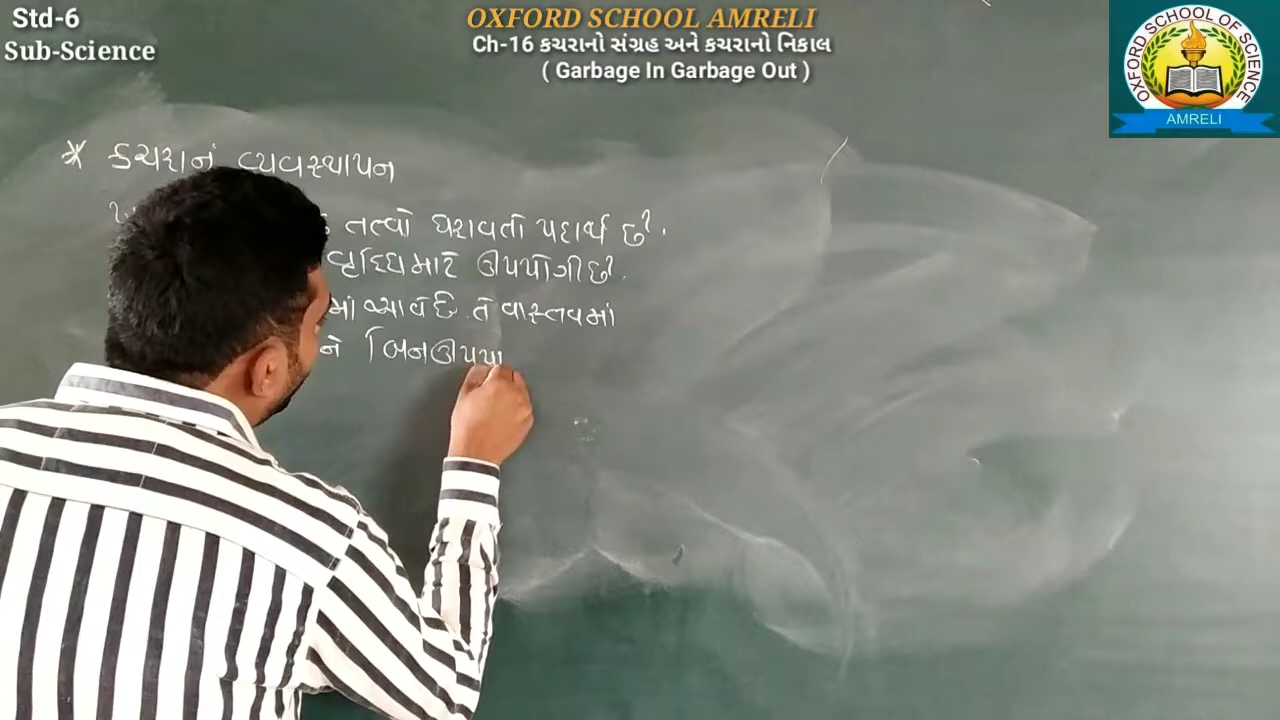 Std-6
Sub-Science
OXFORD SCHOOL AMRELI
Ch-16 કચરાનો સંગ્રહ અને કચરાનો નિકાલ
( Garbage In Garbage Out )
OXFORD SCHOOL OF SCIENCE
AMRELI
* કચરાનું વ્યવસ્થાપન
તત્વો ધરાવતો પદાર્થ છે.
માટે ઉપયોગી છે.
માં આવે છે. તે વાસ્તવમાં
ને બિનઉપયો